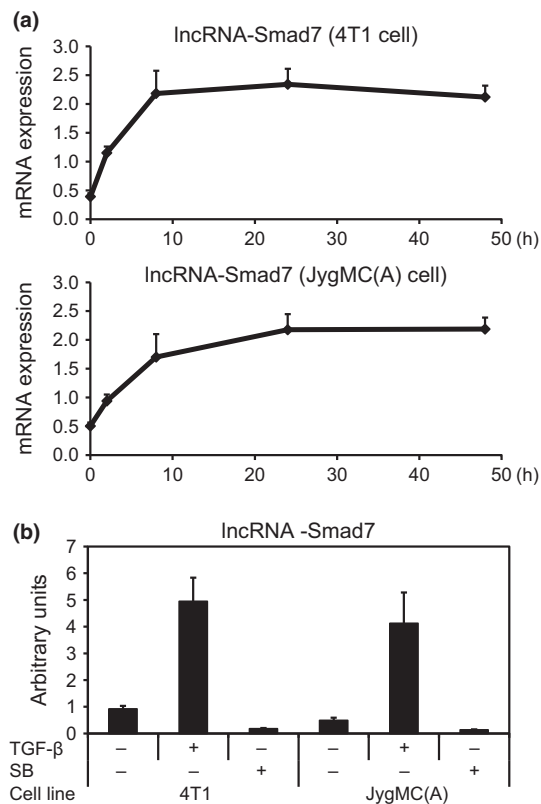 (a)
lncRNA-Smad7 (4T1 cell)
mRNA expression
3.0
2.5
2.0
1.5
1.0
0.5
0.0
0 10 20 30 40 50 (h)
lncRNA-Smad7 (JygMC(A) cell)
mRNA expression
3.0
2.5
2.0
1.5
1.0
0.5
0.0
0 10 20 30 40 50 (h)
(b)
lncRNA -Smad7
Arbitrary units
7
6
5
4
3
2
1
0
TGF-β – + – – + –
SB – – + – – +
Cell line 4T1 JygMC(A)